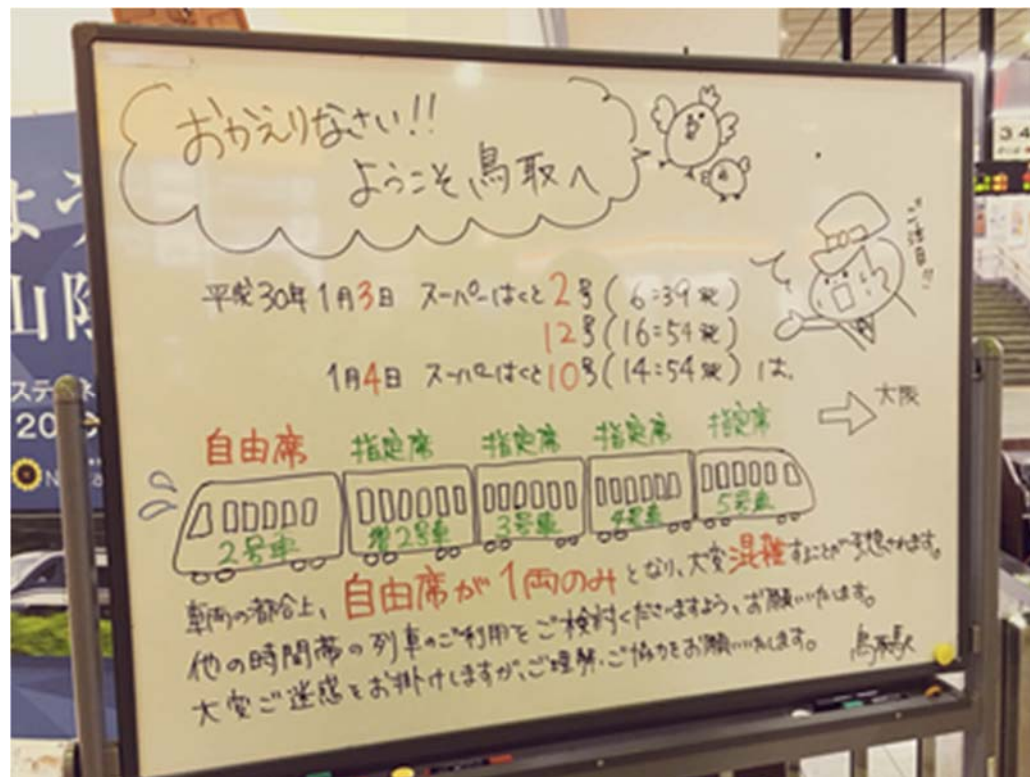 おかえりなさい!!
ようこそ鳥取へ
ご注目!!
平成30年1月3日 スーパーはくと2号(6:39発)
12号(16:54発)
1月4日 スーパーはくと10号(14:54発)は、
大阪
自由席 指定席 指定席 指定席 指定席
2号車 増2号車 3号車 4号車 5号車
車両の都合上、自由席が1両のみとなり、大変混雑することが予想されます。
他の時間帯の列車のご利用をご検討くださいますよう、お願いいたします。
大変ご迷惑をお掛けしますが、ご理解・ご協力をお願いいたします。 鳥取駅
よう
山陰
20
3.4